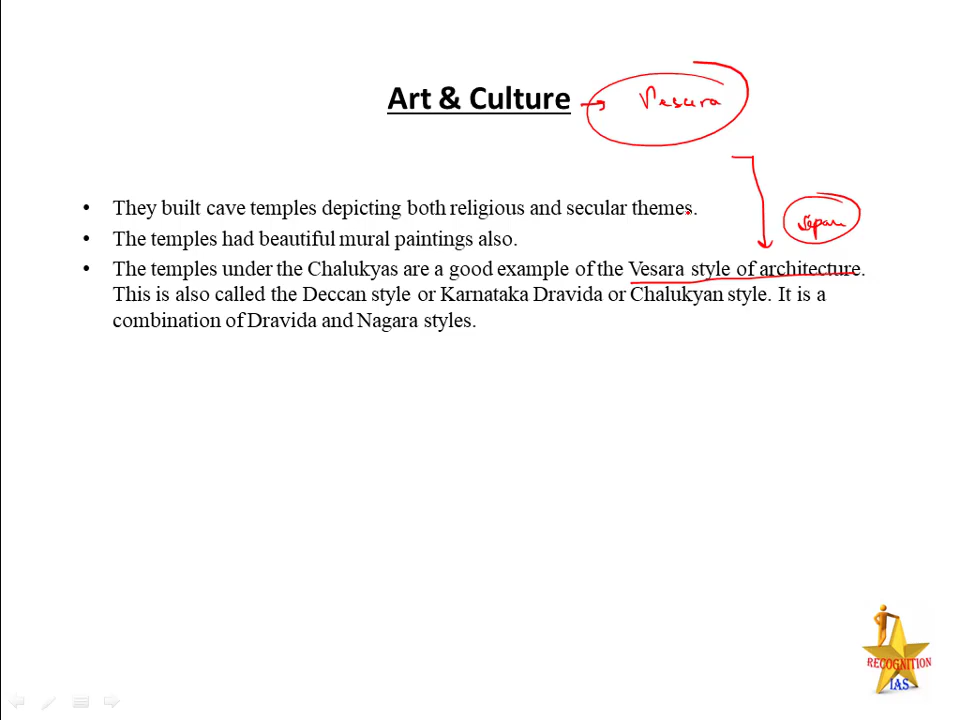 Art & Culture → Vesara
• They built cave temples depicting both religious and secular themes.
• The temples had beautiful mural paintings also.
• The temples under the Chalukyas are a good example of the Vesara style of architecture.
This is also called the Deccan style or Karnataka Dravida or Chalukyan style. It is a
combination of Dravida and Nagara styles.
RECOGNITION
IAS